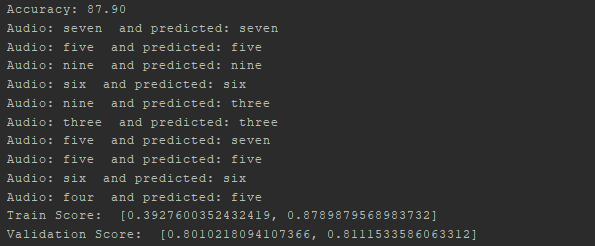 Accuracy: 87.90
Audio: seven  and predicted: seven
Audio: five  and predicted: five
Audio: nine  and predicted: nine
Audio: six  and predicted: six
Audio: nine  and predicted: three
Audio: three  and predicted: three
Audio: five  and predicted: seven
Audio: five  and predicted: five
Audio: six  and predicted: six
Audio: four  and predicted: five
Train Score:  [0.3927600352432419, 0.8789879568983732]
Validation Score:  [0.8010218094107366, 0.8111533586063312]